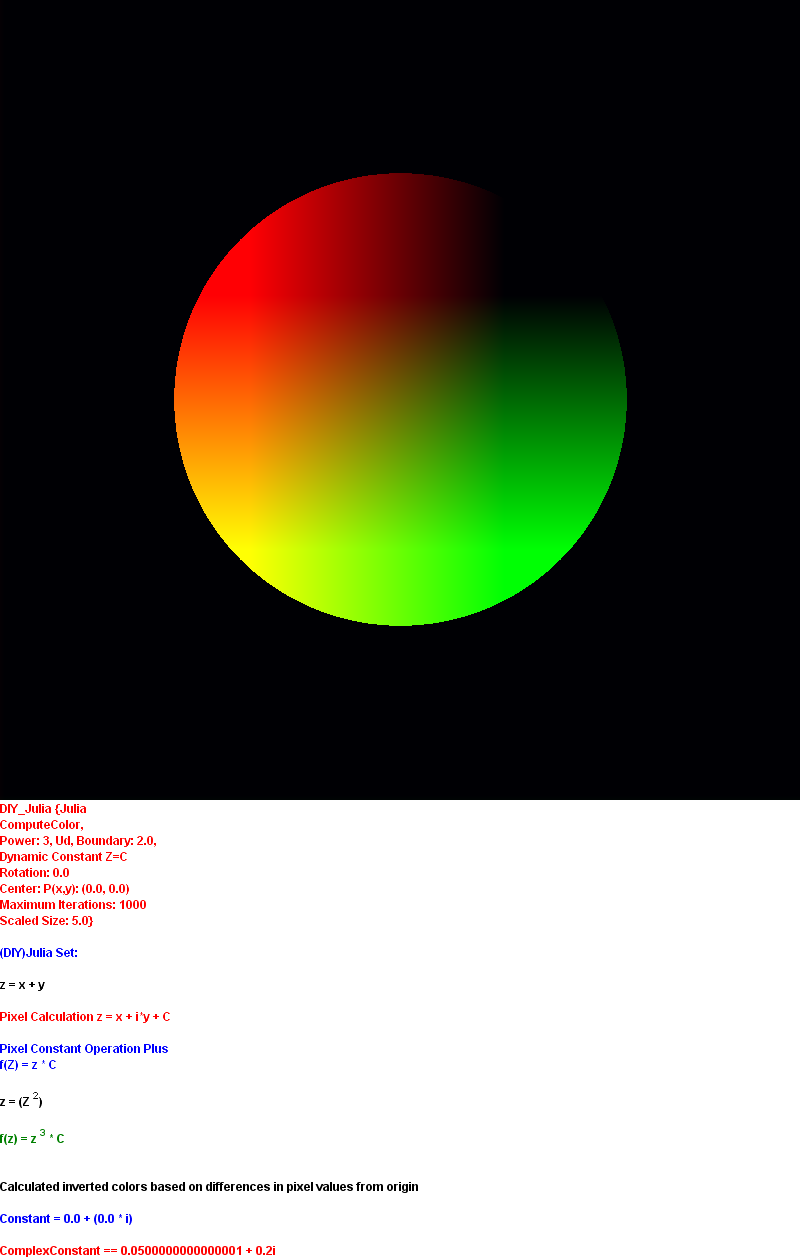 DIY_Julia {Julia
ComputeColor,
Power: 3, Ud, Boundary: 2.0,
Dynamic Constant Z=C
Rotation: 0.0
Center: P(x,y): (0.0, 0.0)
Maximum Iterations: 1000
Scaled Size: 5.0}
(DIY)Julia Set:
z = x + y
Pixel Calculation z = x + i*y + C
Pixel Constant Operation Plus
f(Z) = z * C
z = (Z ²)
f(z) = z ³ * C
Calculated inverted colors based on differences in pixel values from origin
Constant = 0.0 + (0.0 * i)
ComplexConstant == 0.0500000000000001 + 0.2i